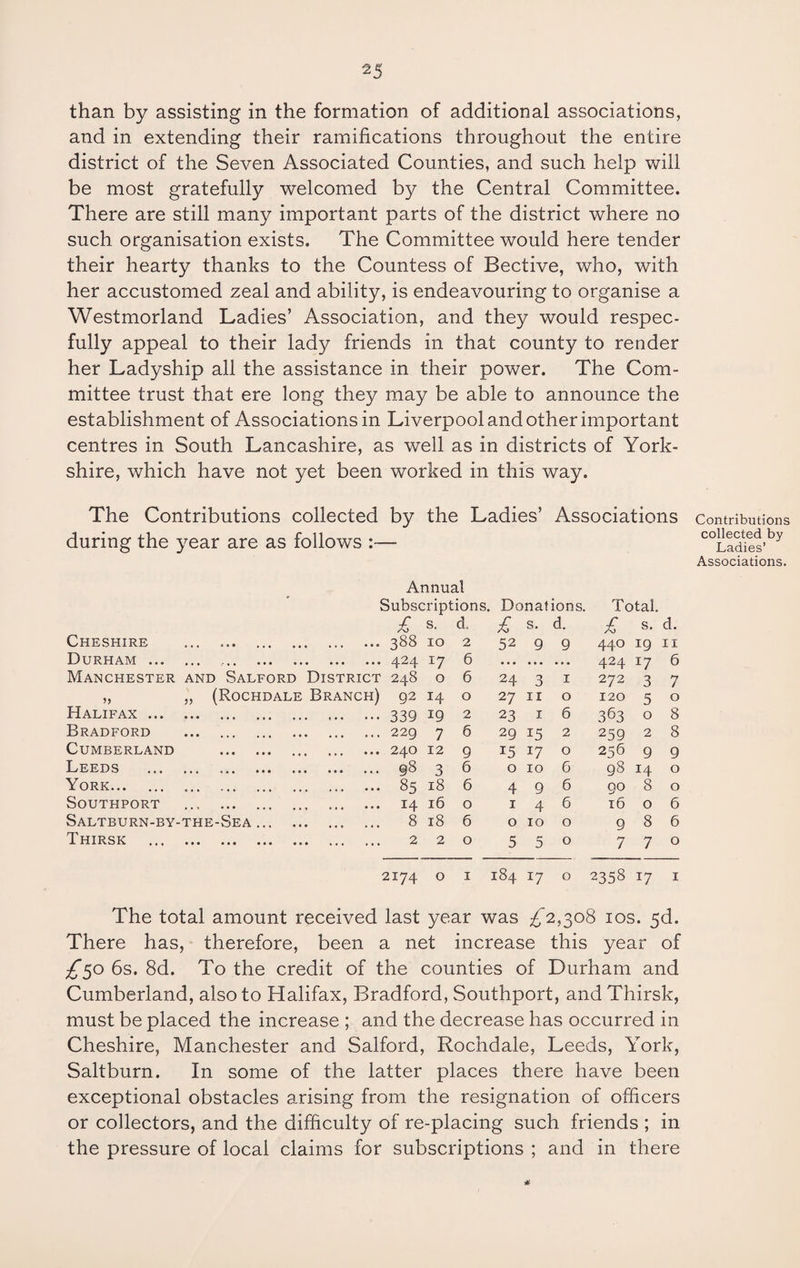 25
than by assisting in the formation of additional associations,
and in extending their ramifications throughout the entire
district of the Seven Associated Counties, and such help will
be most gratefully welcomed by the Central Committee.
There are still many important parts of the district where no
such organisation exists. The Committee would here tender
their hearty thanks to the Countess of Bective, who, with
her accustomed zeal and ability, is endeavouring to organise a
Westmorland Ladies' Association, and they would respec-
fully appeal to their lady friends in that county to render
her Ladyship all the assistance in their power. The Com-
mittee trust that ere long they may be able to announce the
establishment of Associations in Liverpool and other important
centres in South Lancashire, as well as in districts of York-
shire, which have not yet been worked in this way.
The Contributions collected by the Ladies' Associations
during the year are as follows :—
Contributions
collected by
Ladies'
Associations.
Annual
Subscriptions. Donations. Total.
£ s. d. £ s. d. £ s. d.
CHESHIRE ... ... ... ... ... ... 388 10 2 52 9 9 440 19 11
DURHAM ... ... ... ... ... ... ... ... 424 17 6 ... ... ... 424 17 6
MANCHESTER AND SALFORD DISTRICT 248 0 6 24 3 1 272 3 7
„ „ (ROCHDALE BRANCH) 92 14 0 27 11 0 120 5 0
HALIFAX ... ... ... ... ... ... ... 339 19 2 23 1 6 363 0 8
BRADFORD ... ... ... ... ... ... 229 7 6 29 15 2 259 2 8
CUMBERLAND ... ... ... ... ... 240 12 9 15 17 0 256 9 9
LEEDS ... ... ... ... ... ... ... 98 3 6 0 10 6 98 14 0
YORK... ... ... ... ... ... ... ... 85 18 6 4 9 6 90 8 0
SOUTHPORT ... ... ... ... ... ... 14 16 0 1 4 6 16 0 6
SALTBURN-BY-THE-SEA ... ... ... ... 8 18 6 0 10 0 9 8 6
THIRSK ... ... ... ... ... ... ... 2 2 0 5 5 0 7 7 0
2174 0 1 184 17 0 2358 17 1
The total amount received last year was £2,308 10s. 5d.
There has, therefore, been a net increase this year of
£50 6s. 8d. To the credit of the counties of Durham and
Cumberland, also to Halifax, Bradford, Southport, and Thirsk,
must be placed the increase ; and the decrease has occurred in
Cheshire, Manchester and Salford, Rochdale, Leeds, York,
Saltburn. In some of the latter places there have been
exceptional obstacles arising from the resignation of officers
or collectors, and the difficulty of re-placing such friends ; in
the pressure of local claims for subscriptions ; and in there
*